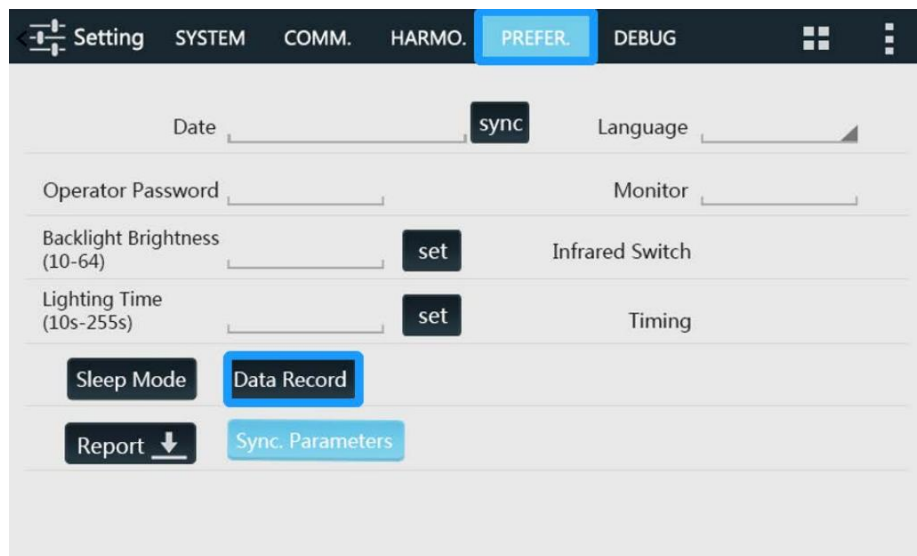 Setting SYSTEM COMM. HARMO. PREFER. DEBUG
Date sync Language
Operator Password Monitor
Backlight Brightness
(10-64) set Infrared Switch
Lighting Time
(10s-255s) set Timing
Sleep Mode Data Record
Report Sync. Parameters